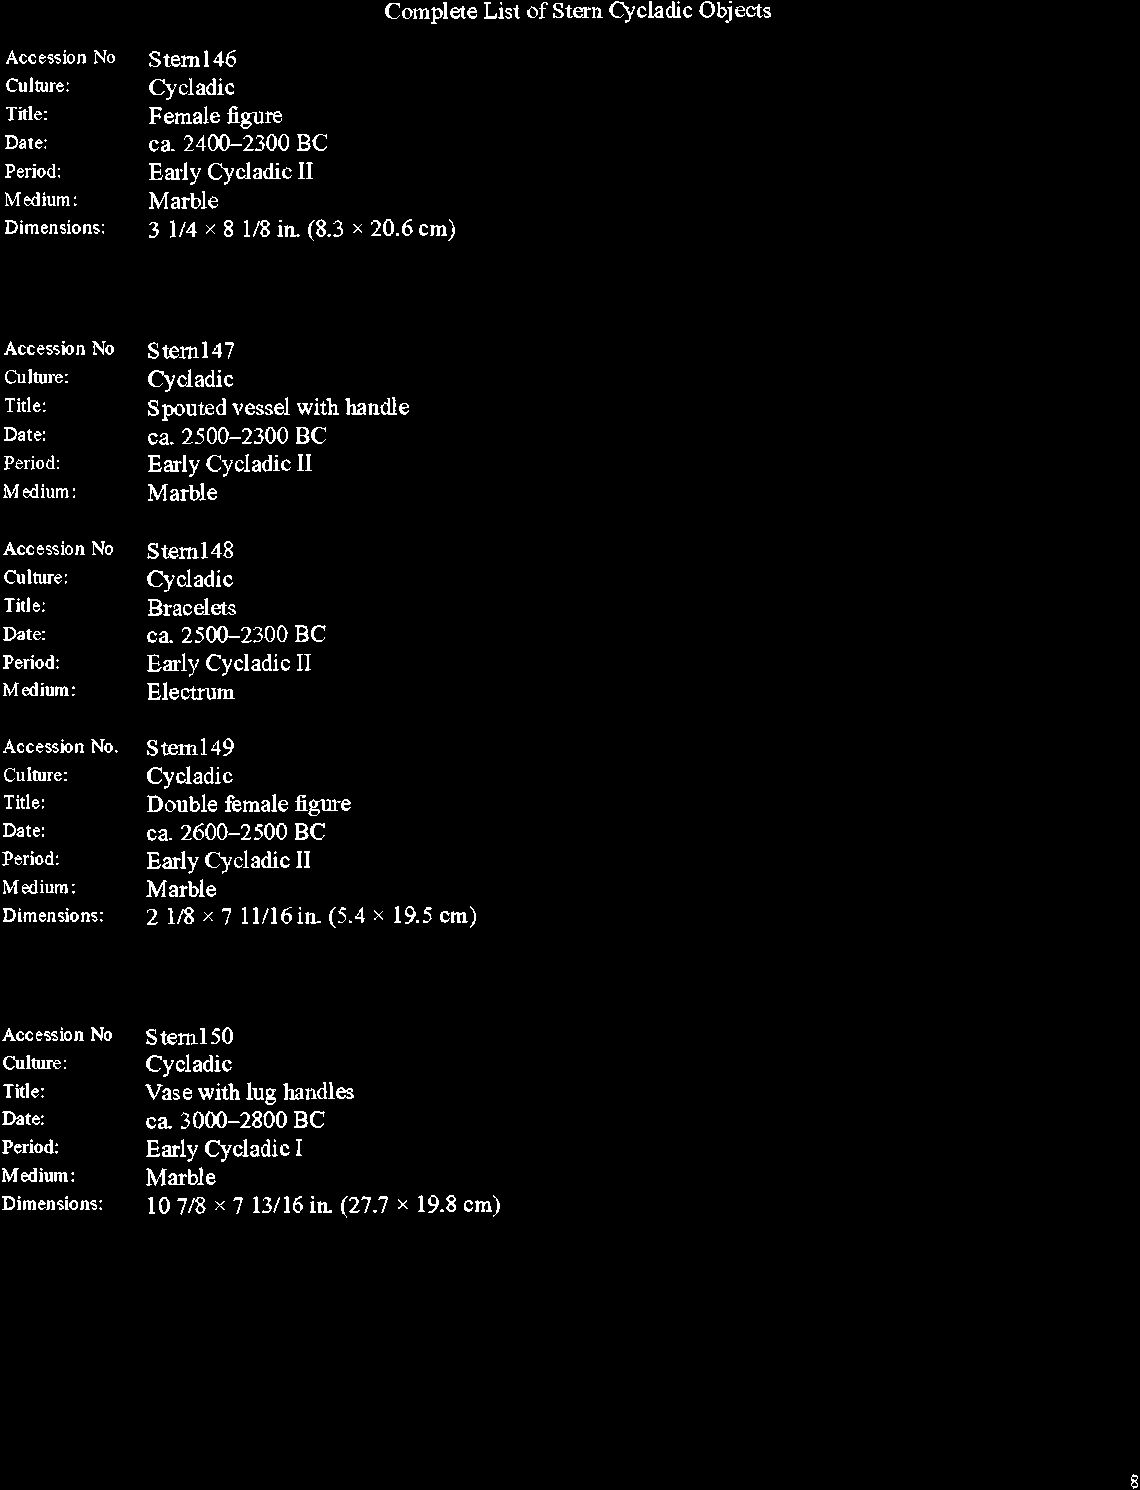 Complete List of Stern Cycladic Objects
Accession No Stern146
Culture: Cycladic
Title: Female figure
Date: ca. 2400–2300 BC
Period: Early Cycladic II
Medium: Marble
Dimensions: 3 1/4 × 8 1/8 in. (8.3 × 20.6 cm)
Accession No Stern147
Culture: Cycladic
Title: Spouted vessel with handle
Date: ca. 2500–2300 BC
Period: Early Cycladic II
Medium: Marble
Accession No Stern148
Culture: Cycladic
Title: Bracelets
Date: ca. 2500–2300 BC
Period: Early Cycladic II
Medium: Electrum
Accession No. Stern149
Culture: Cycladic
Title: Double female figure
Date: ca. 2600–2500 BC
Period: Early Cycladic II
Medium: Marble
Dimensions: 2 1/8 × 7 11/16 in. (5.4 × 19.5 cm)
Accession No Stern150
Culture: Cycladic
Title: Vase with lug handles
Date: ca. 3000–2800 BC
Period: Early Cycladic I
Medium: Marble
Dimensions: 10 7/8 × 7 13/16 in. (27.7 × 19.8 cm)
8